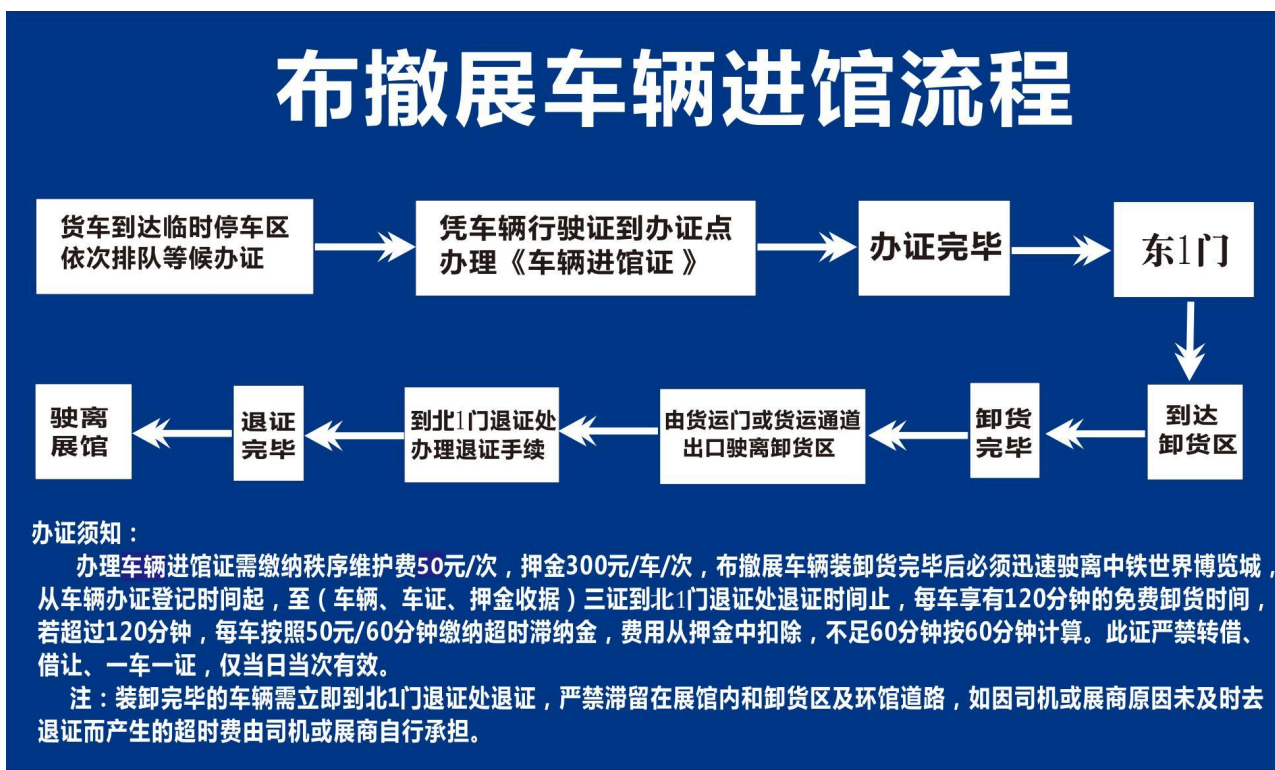 布撤展车辆进馆流程
货车到达临时停车区
依次排队等候办证
凭车辆行驶证到办证点
办理《车辆进馆证 》
办证完毕
东1门
到达
卸货区
卸货
完毕
由货运门或货运通道
出口驶离卸货区
到北1门退证处
办理退证手续
退证
完毕
驶离
展馆
办证须知：
办理车辆进馆证需缴纳秩序维护费50元/次，押金300元/车/次，布撤展车辆装卸货完毕后必须迅速驶离中铁世界博览城，
从车辆办证登记时间起，至（车辆、车证、押金收据）三证到北1门退证处退证时间止，每车享有120分钟的免费卸货时间，
若超过120分钟，每车按照50元/60分钟缴纳超时滞纳金，费用从押金中扣除，不足60分钟按60分钟计算。此证严禁转借、
借让、一车一证，仅当日当次有效。
注：装卸完毕的车辆需立即到北1门退证处退证，严禁滞留在展馆内和卸货区及环馆道路，如因司机或展商原因未及时去
退证而产生的超时费由司机或展商自行承担。